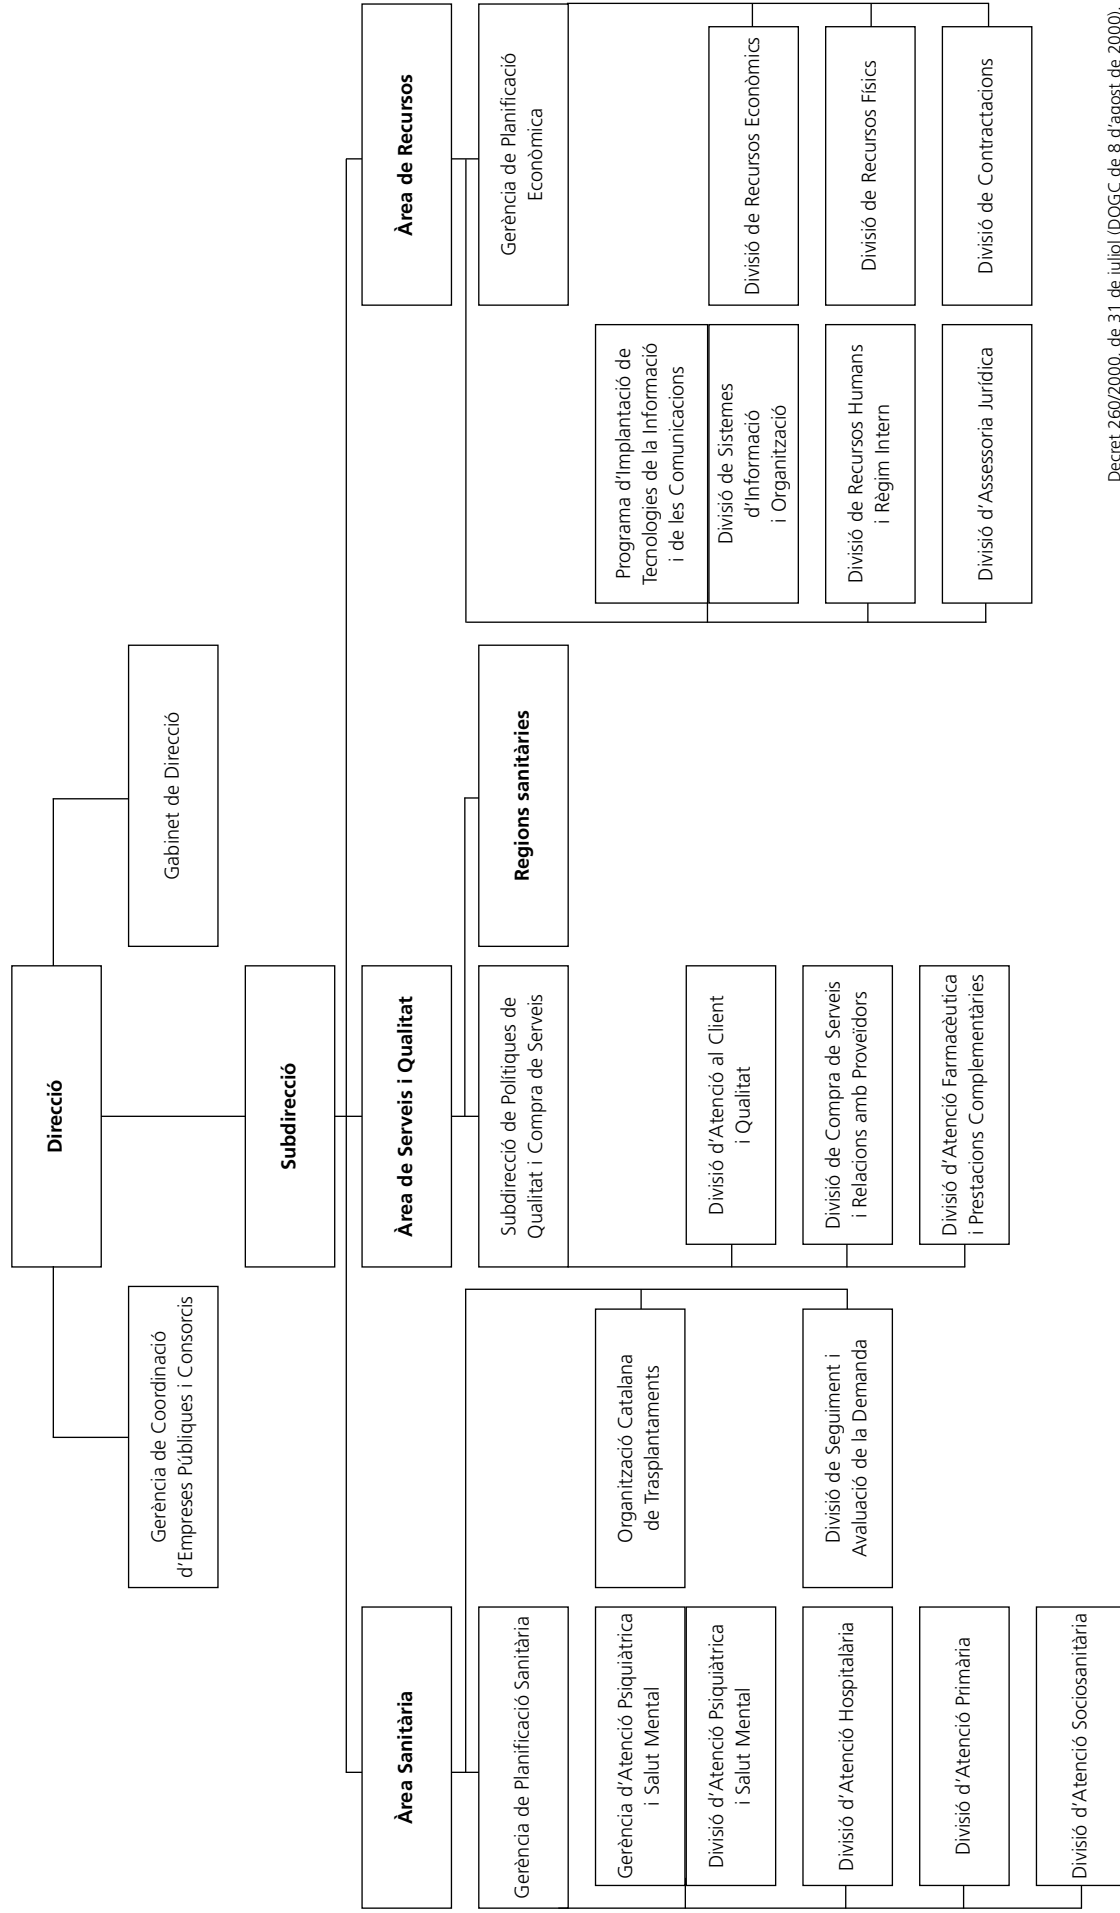 Direcció
Gerència de Coordinació
d'Empreses Públiques i Consorcis
Gabinet de Direcció
Subdirecció
Àrea Sanitària
Àrea de Serveis i Qualitat
Àrea de Recursos
Gerència de Planificació Sanitària
Subdirecció de Polítiques de
Qualitat i Compra de Serveis
Regions sanitàries
Gerència de Planificació
Econòmica
Gerència d'Atenció Psiquiàtrica
i Salut Mental
Divisió d'Atenció Psiquiàtrica
i Salut Mental
Organització Catalana
de Trasplantaments
Divisió d'Atenció Hospitalària
Divisió de Seguiment i
Avaluació de la Demanda
Divisió d'Atenció Primària
Divisió d'Atenció Sociosanitària
Divisió d'Atenció al Client
i Qualitat
Divisió de Compra de Serveis
i Relacions amb Proveïdors
Divisió d'Atenció Farmacèutica
i Prestacions Complementàries
Programa d'Implantació de
Tecnologies de la Informació
i de les Comunicacions
Divisió de Sistemes
d'Informació
i Organització
Divisió de Recursos Econòmics
Divisió de Recursos Humans
i Règim Intern
Divisió de Recursos Físics
Divisió d'Assessoria Jurídica
Divisió de Contractacions
Decret 260/2000, de 31 de juliol (DOGC de 8 d'agost de 2000).